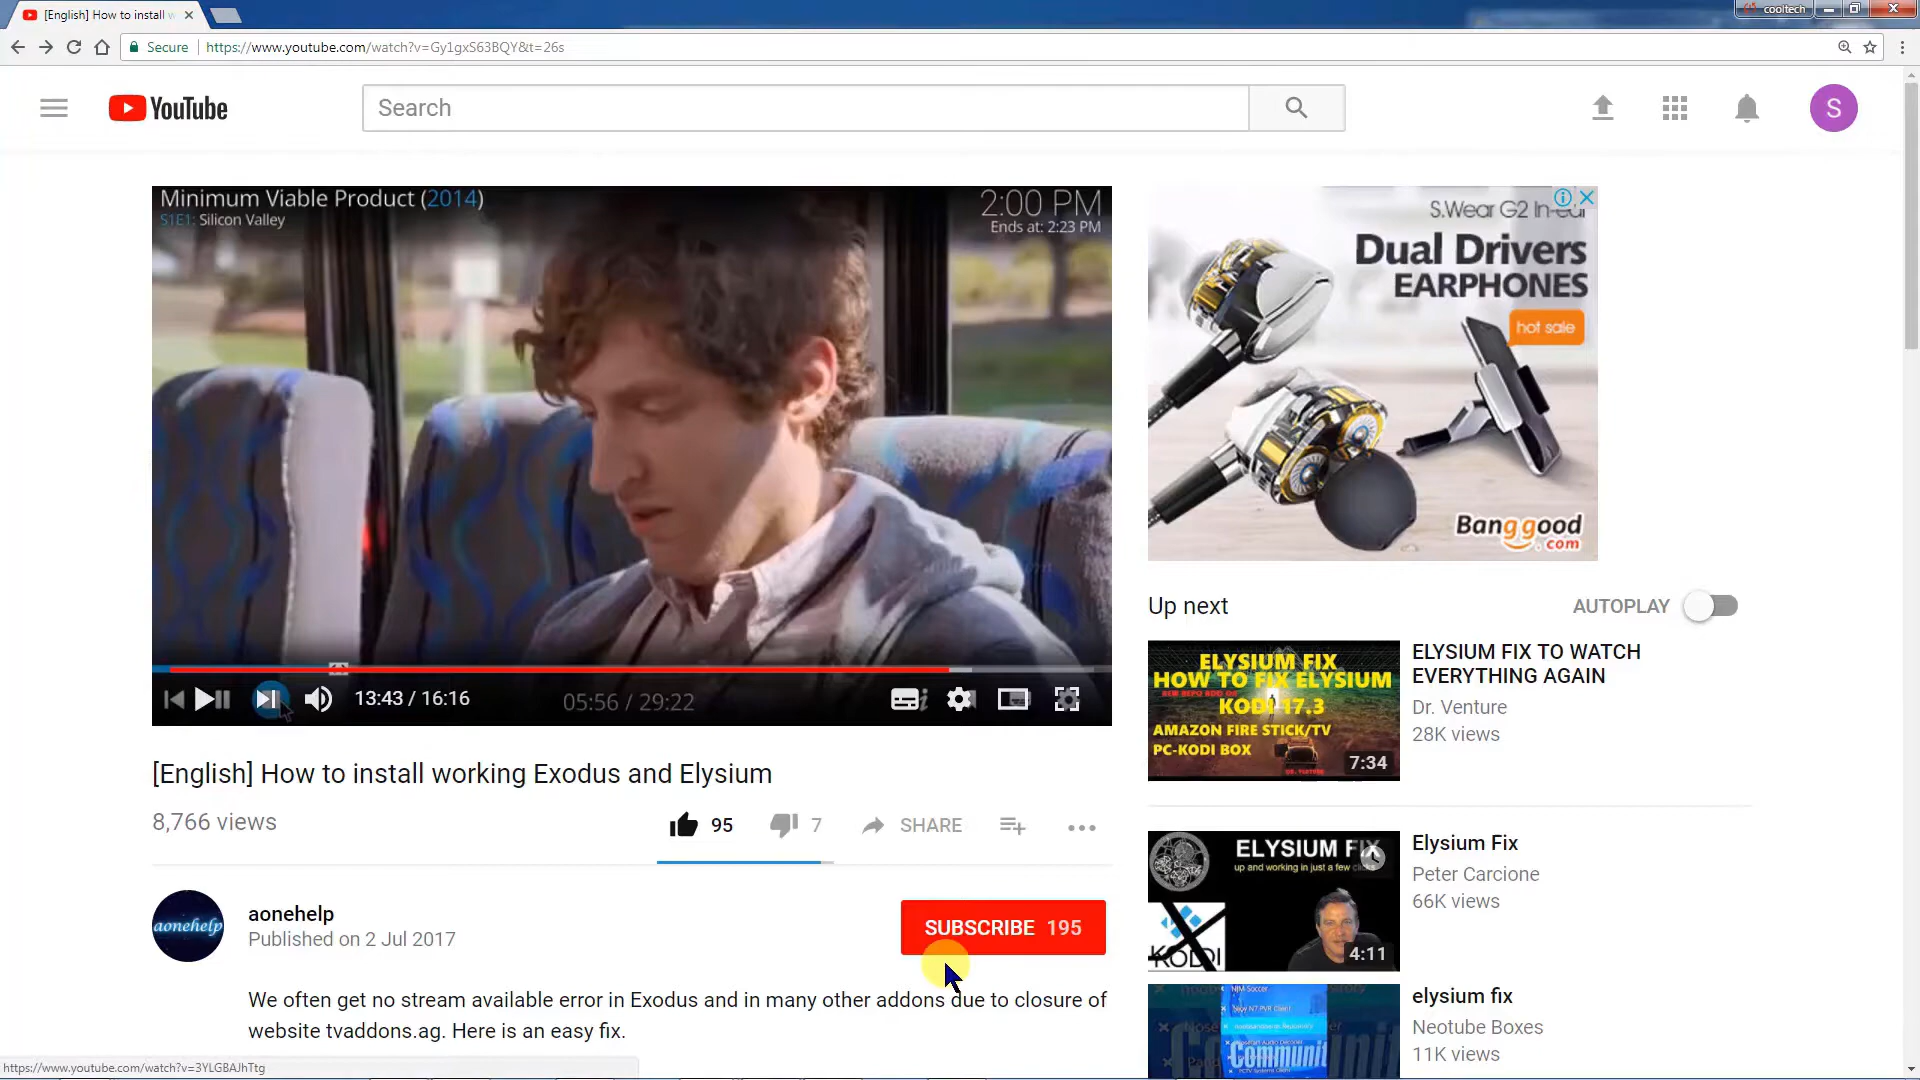 [English] How to install
cooltech
Secure
https://www.youtube.com/watch?v=Gy1gxS63BQY&t=26s
YouTube
Search
S
Minimum Viable Product (2014)
S1E1: Silicon Valley
2:00 PM
Ends at: 2:23 PM
13:43 / 16:16
05:56 / 29:22
S.Wear G2 In-ear
Dual Drivers
EARPHONES
hot sale
Banggood
.com
Up next
AUTOPLAY
ELYSIUM FIX
HOW TO FIX ELYSIUM
NEW REPO ADD ON
KODI 17.3
AMAZON FIRE STICK/TV
PC-KODI BOX
7:34
ELYSIUM FIX TO WATCH
EVERYTHING AGAIN
Dr. Venture
28K views
[English] How to install working Exodus and Elysium
8,766 views
95
7
SHARE
ELYSIUM FIX
up and working in just a few clicks
KODI
4:11
Elysium Fix
Peter Carcione
66K views
aonehelp
aonehelp
Published on 2 Jul 2017
SUBSCRIBE 195
We often get no stream available error in Exodus and in many other addons due to closure of
website tvaddons.ag. Here is an easy fix.
Communi
elysium fix
Neotube Boxes
11K views
https://www.youtube.com/watch?v=3YLGBAJhTtg